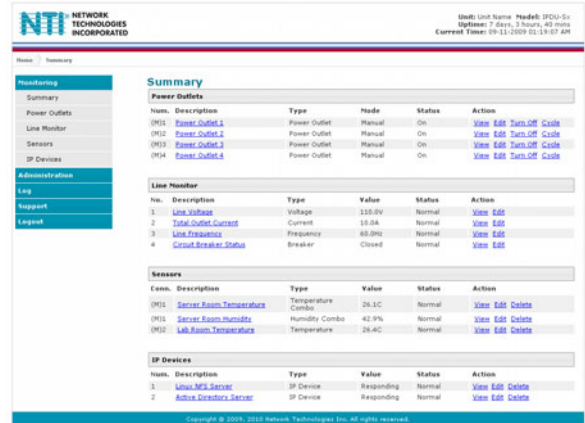 NTI NETWORK
TECHNOLOGIES
INCORPORATED
Unit: Unit Name Model: IPDU-Sx
Uptime: 7 days, 3 hours, 40 mins
Current Time: 09-11-2009 01:19:07 AM
Home Summary
Monitoring
Summary
Power Outlets
Line Monitor
Sensors
IP Devices
Administration
Log
Support
Logout
Summary
Power Outlets
Num. Description Type Mode Status Action
(M)1 Power Outlet 1 Power Outlet Manual On View Edit Turn Off Cycle
(M)2 Power Outlet 2 Power Outlet Manual On View Edit Turn Off Cycle
(M)3 Power Outlet 3 Power Outlet Manual On View Edit Turn Off Cycle
(M)4 Power Outlet 4 Power Outlet Manual On View Edit Turn Off Cycle
Line Monitor
No. Description Type Value Status Action
1 Line Voltage Voltage 110.0V Normal View Edit
2 Total Outlet Current Current 10.0A Normal View Edit
3 Line Frequency Frequency 60.0Hz Normal View Edit
4 Circuit Breaker Status Breaker Closed Normal View Edit
Sensors
Conn. Description Type Value Status Action
(M)1 Server Room Temperature Temperature Combo 26.1C Normal View Edit Delete
(M)1 Server Room Humidity Humidity Combo 42.9% Normal View Edit Delete
(M)2 Lab Room Temperature Temperature 26.4C Normal View Edit Delete
IP Devices
Num. Description Type Value Status Action
1 Linux NFS Server IP Device Responding Normal View Edit Delete
2 Active Directory Server IP Device Responding Normal View Edit Delete
Copyright © 2009, 2010 Network Technologies Inc. All rights reserved.